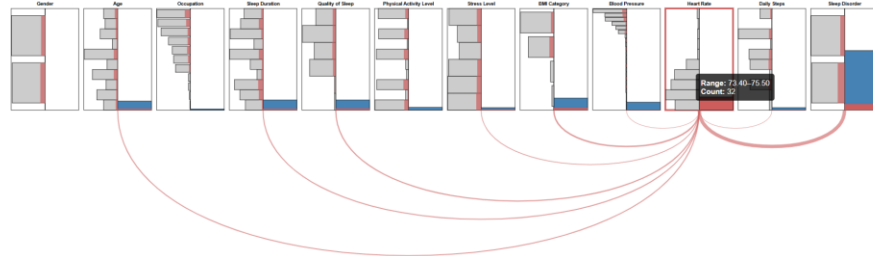 Gender
Age
Occupation
Sleep Duration
Quality of Sleep
Physical Activity Level
Stress Level
BMI Category
Blood Pressure
Heart Rate
Daily Steps
Sleep Disorder
Range: 73.40–75.50
Count: 32